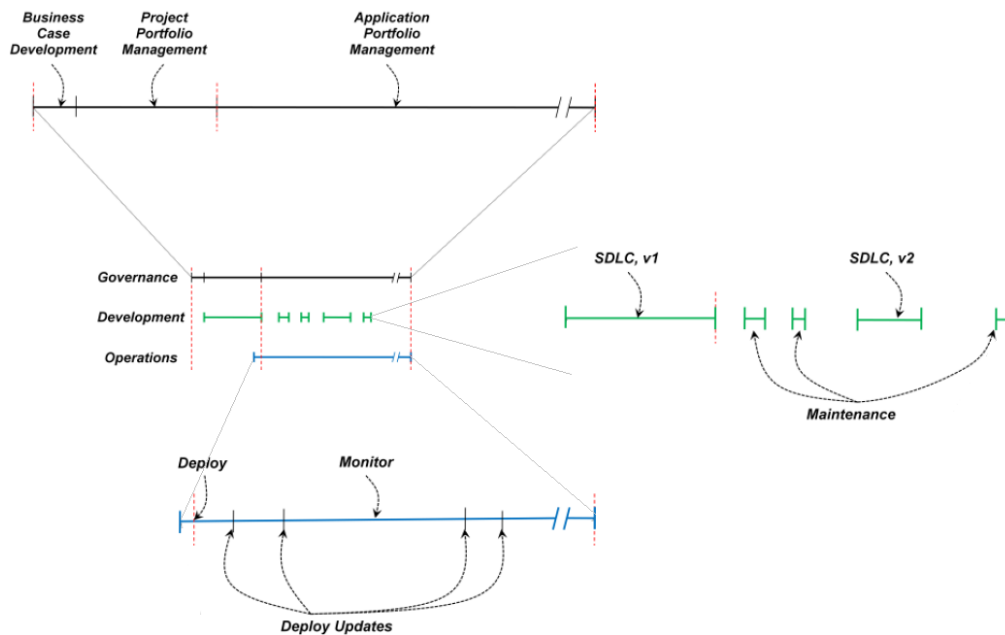 Business
Case
Development
Project
Portfolio
Management
Application
Portfolio
Management
Governance
Development
Operations
SDLC, v1
SDLC, v2
Maintenance
Deploy
Monitor
Deploy Updates